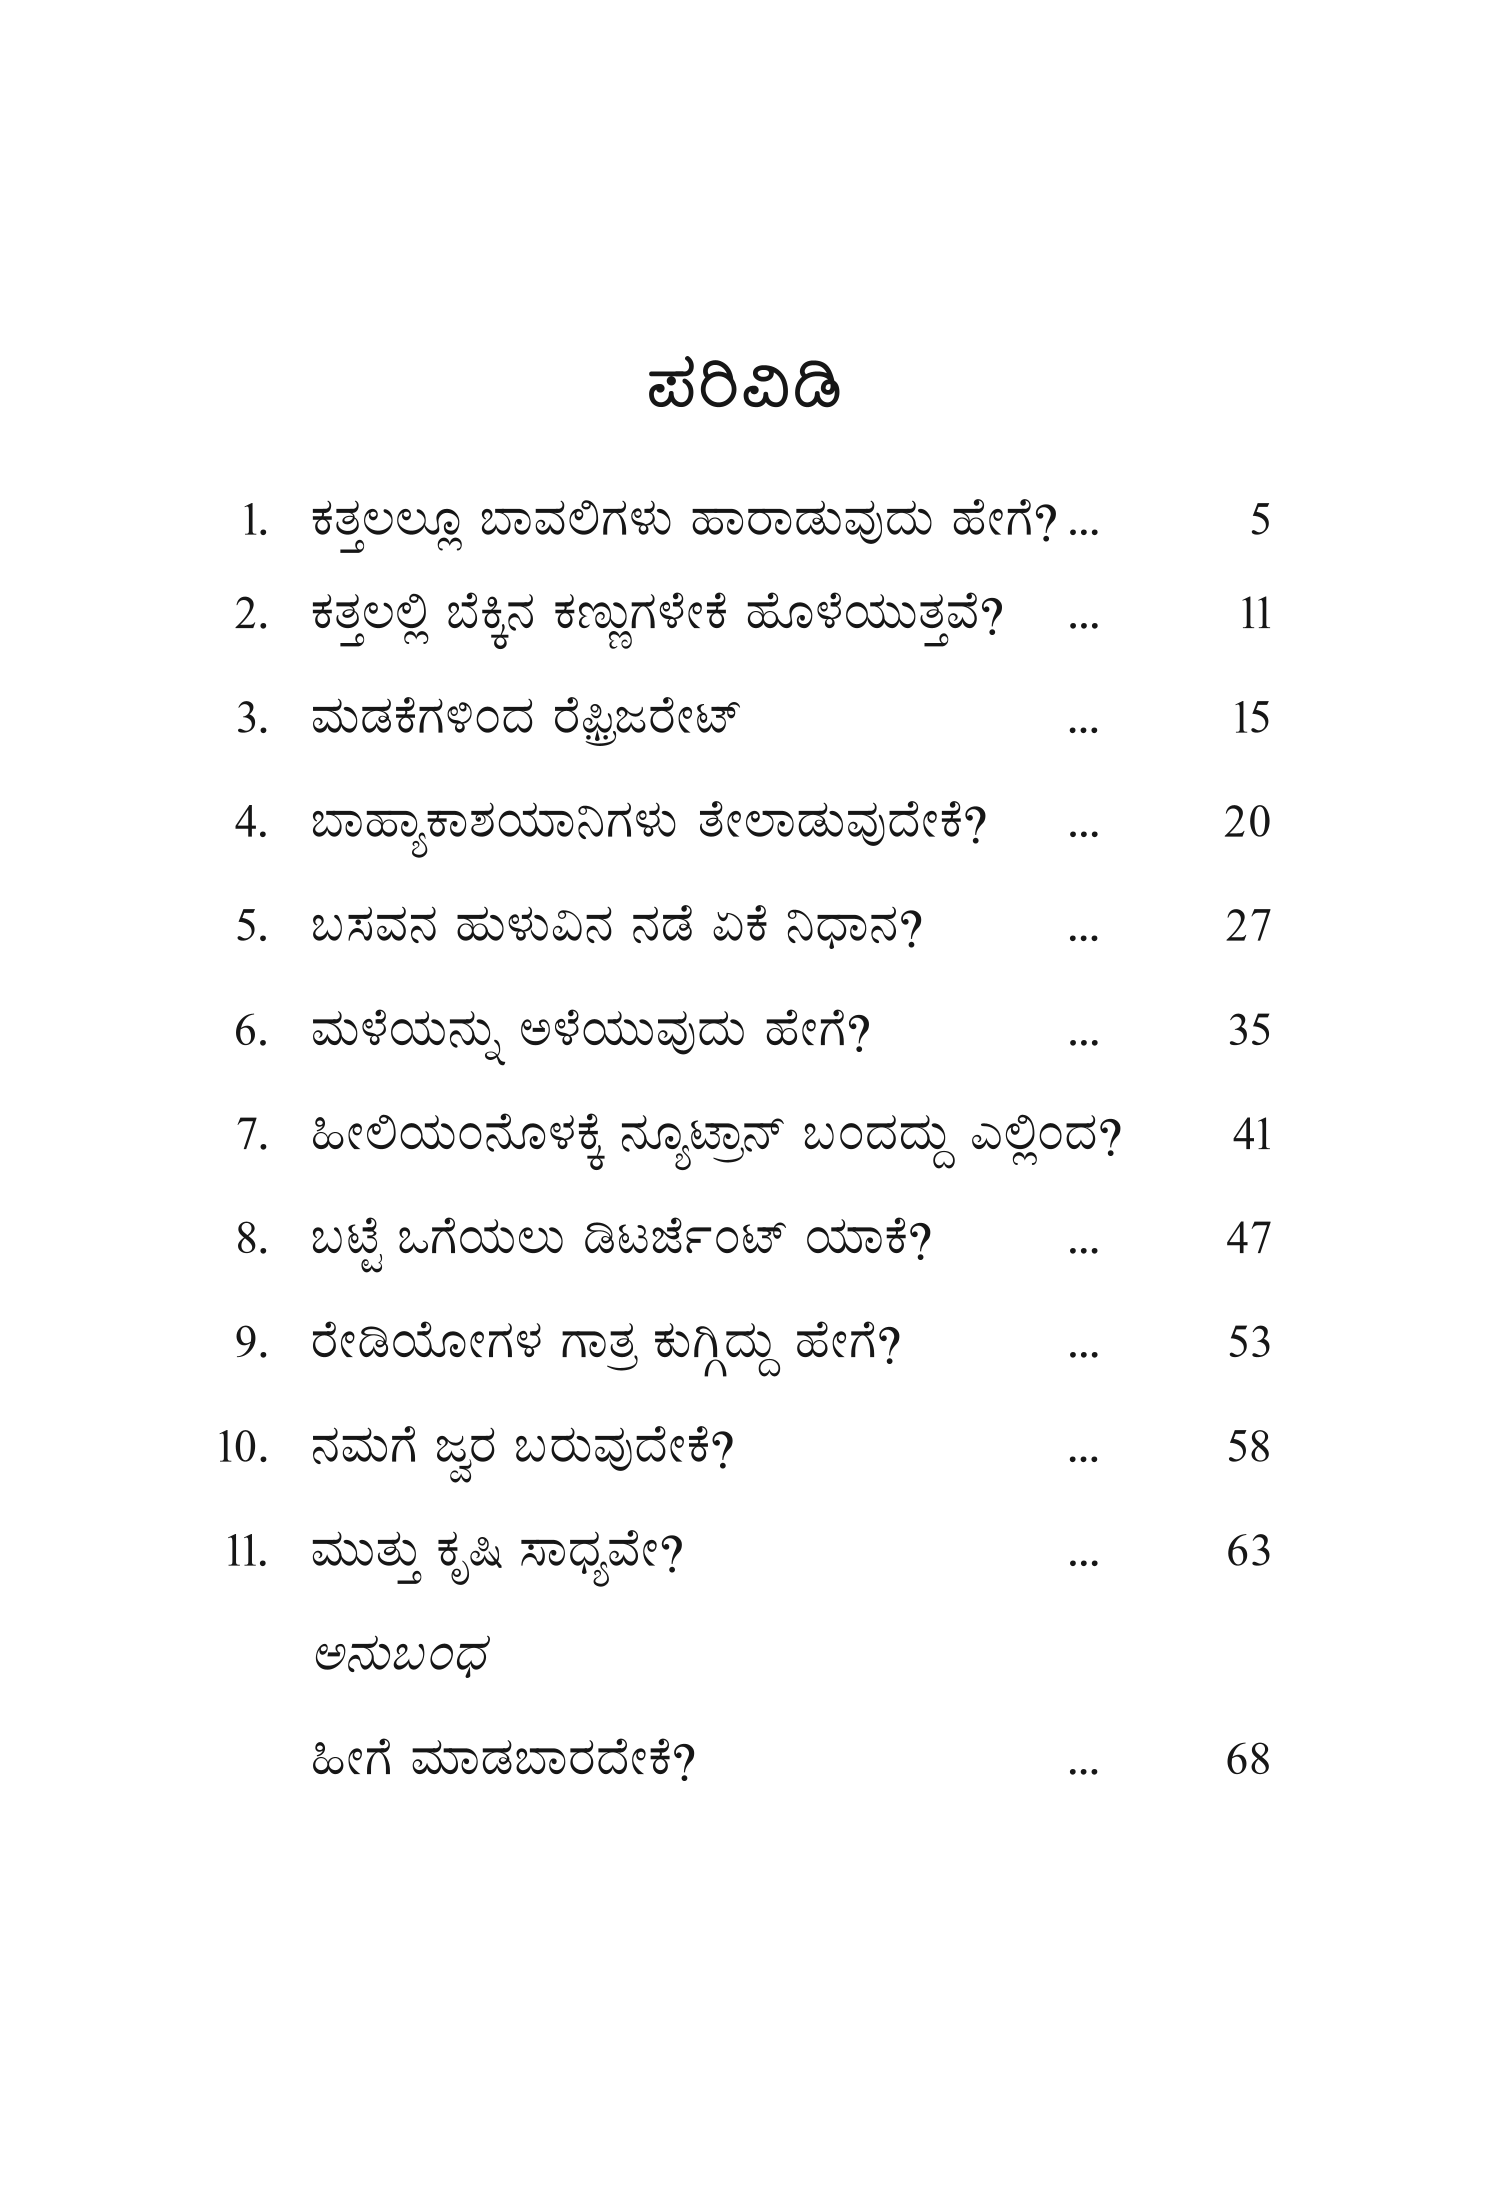 ಪರಿವಿಡಿ
1. ಕತ್ತಲಲ್ಲೂ ಬಾವಲಿಗಳು ಹಾರಾಡುವುದು ಹೇಗೆ? ... 5
2. ಕತ್ತಲಲ್ಲಿ ಬೆಕ್ಕಿನ ಕಣ್ಣುಗಳೇಕೆ ಹೊಳೆಯುತ್ತವೆ? ... 11
3. ಮಡಕೆಗಳಿಂದ ರೆಫ಼್ರಿಜರೇಟ್ ... 15
4. ಬಾಹ್ಯಾಕಾಶಯಾನಿಗಳು ತೇಲಾಡುವುದೇಕೆ? ... 20
5. ಬಸವನ ಹುಳುವಿನ ನಡೆ ಏಕೆ ನಿಧಾನ? ... 27
6. ಮಳೆಯನ್ನು ಅಳೆಯುವುದು ಹೇಗೆ? ... 35
7. ಹೀಲಿಯಂನೊಳಕ್ಕೆ ನ್ಯೂಟ್ರಾನ್ ಬಂದದ್ದು ಎಲ್ಲಿಂದ? 41
8. ಬಟ್ಟೆ ಒಗೆಯಲು ಡಿಟರ್ಜೆಂಟ್ ಯಾಕೆ? ... 47
9. ರೇಡಿಯೋಗಳ ಗಾತ್ರ ಕುಗ್ಗಿದ್ದು ಹೇಗೆ? ... 53
10. ನಮಗೆ ಜ್ವರ ಬರುವುದೇಕೆ? ... 58
11. ಮುತ್ತು ಕೃಷಿ ಸಾಧ್ಯವೇ? ... 63
ಅನುಬಂಧ
ಹೀಗೆ ಮಾಡಬಾರದೇಕೆ? ... 68